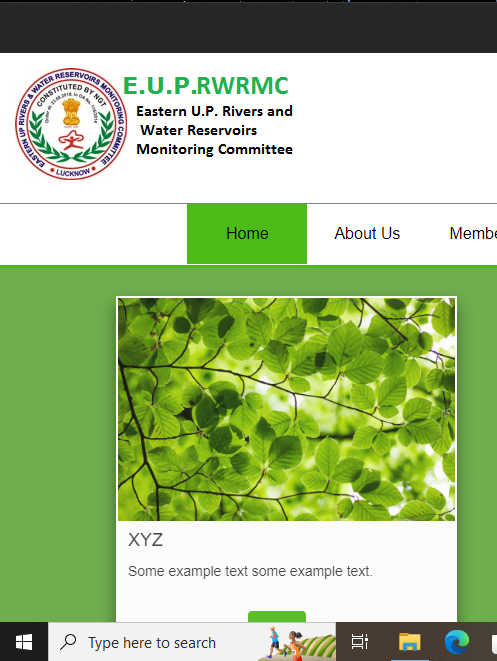 EASTERN UP RIVERS & WATER RESERVOIRS MONITORING COMMITTEE
CONSTITUTED BY NGT
LUCKNOW
E.U.P.RWRMC
Eastern U.P. Rivers and
Water Reservoirs
Monitoring Committee
Home
About Us
Membe
XYZ
Some example text some example text.
Type here to search